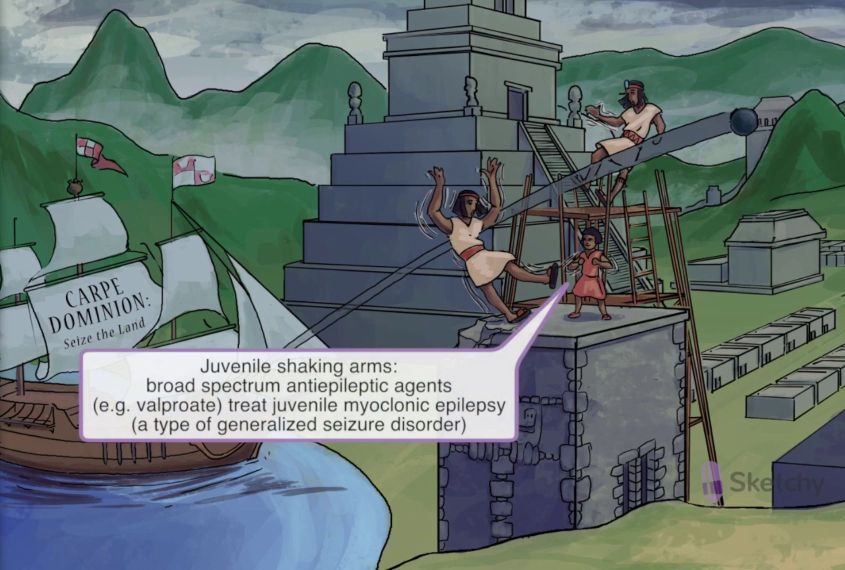 CARPE
DOMINION:
Seize the Land
Juvenile shaking arms:
broad spectrum antiepileptic agents
(e.g. valproate) treat juvenile myoclonic epilepsy
(a type of generalized seizure disorder)
Sketchy